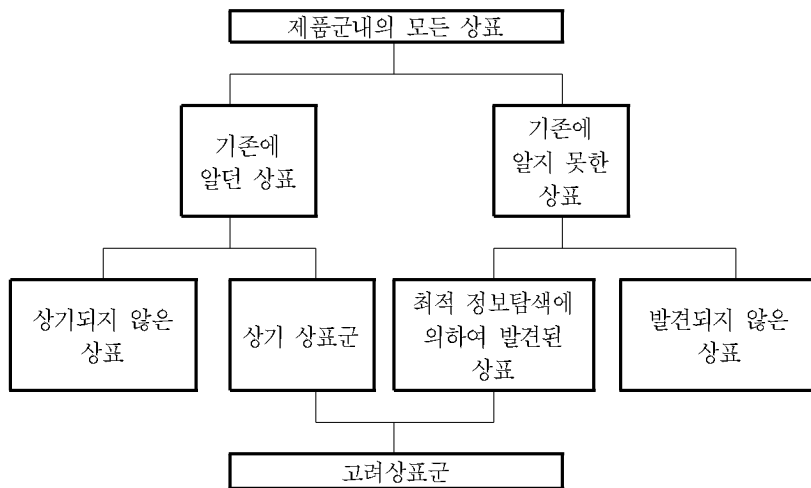 제품군내의 모든 상표
기존에
알던 상표
기존에
알지 못한
상표
상기되지 않은
상표
상기 상표군
최적 정보탐색에
의하여 발견된
상표
발견되지 않은
상표
고려상표군